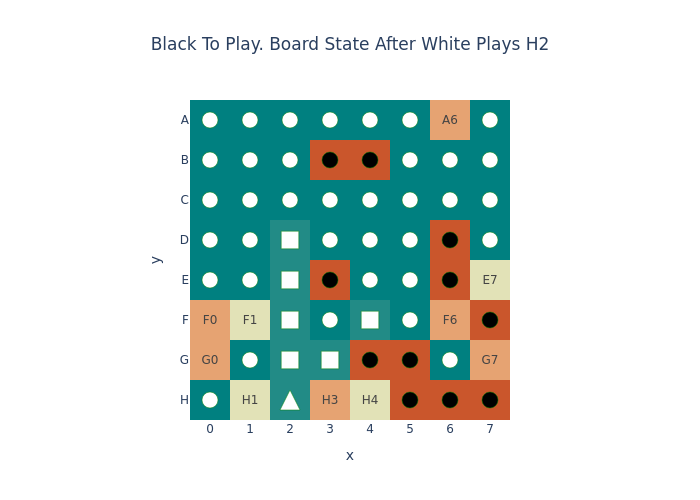 Black To Play. Board State After White Plays H2
A A6
B
C
D
y
E E7
F F0 F1 F6
G G0 G7
H H1 H3 H4
0 1 2 3 4 5 6 7
x